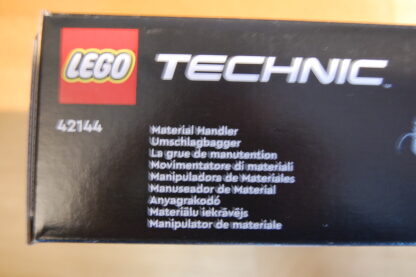 LEGO TECHNIC
42144
Material Handler
Umschlagbagger
La grue de manutention
Movimentatore di materiali
Manipuladora de Materiales
Manuseador de Material
Anyagrakodó
Materiālu iekrāvējs
Manipulator de materiale